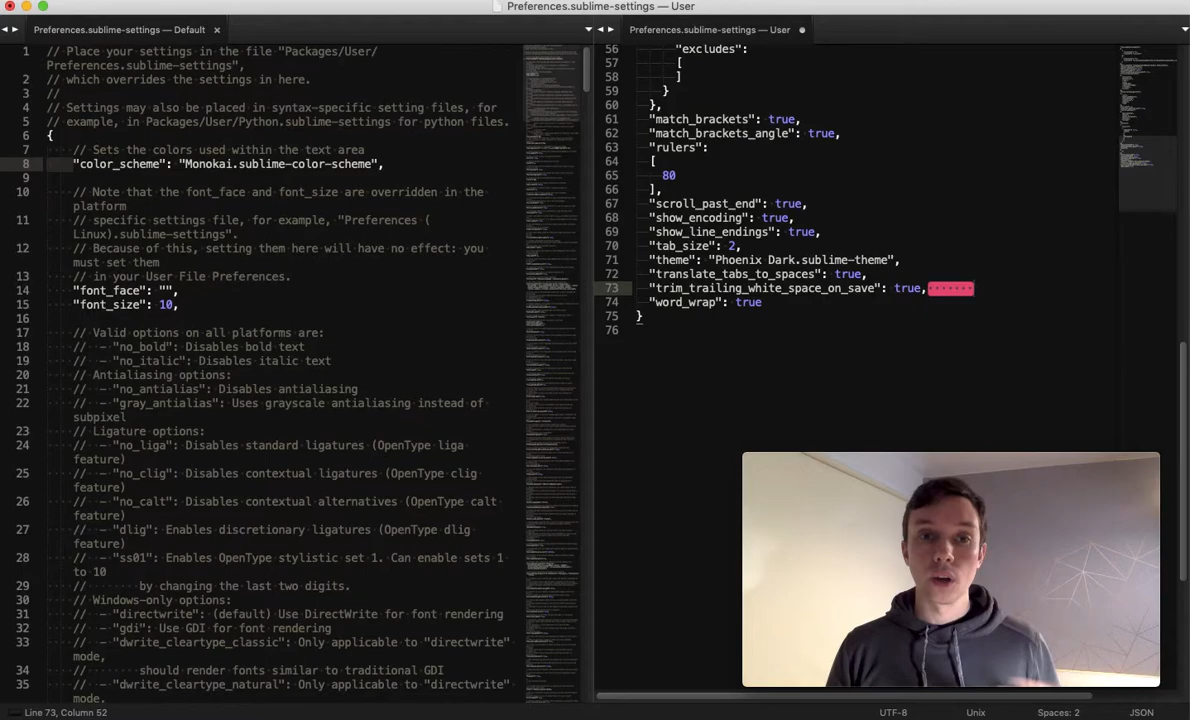 Preferences.sublime-settings — User
Preferences.sublime-settings — Default
1 // Place your settings in the file "Packages/User/
Preferences.sublime-settings",
2 // which overrides the settings in here.
3 //
4 // Settings may also be placed in syntax-specific setting files, for
5 // example, in Packages/User/Python.sublime-settings for python files.
6 {
7 // Sets the colors used within the text area
8 "color_scheme": "Monokai.sublime-color-scheme",
9
10 // Note that the font_face and font_size are overridden in the
platform
11 // specific settings file, for example, "Preferences (
Linux).sublime-settings".
12 // Because of this, setting them here will have no effect: you
must set them
13 // in your User File Preferences.
14 "font_face": "",
15 "font_size": 10,
16
17 // Valid options on all platforms are:
18 // - "no_bold": Disables bold text
19 // - "no_italic": Disables italic text
20 // Antialiasing options:
21 // - "no_antialias": Disables antialiasing
22 // - "gray_antialias": Uses grayscale antialiasing instead of
subpixel
23 // Ligature options:
24 // - "no_liga": Disables standard ligatures (OpenType liga
feature)
25 // - "no_clig": Disables contextual ligatures (OpenType clig
feature)
26 // - "no_calt": Disables contextual alternatives (OpenType calt
feature)
27 // - "dlig": Enables discretionary ligatures (OpenType dlig
feature)
28 // - "ss01": Enables OpenType stylistic set 1. Can enable sets 1
to 10
29 // by changing the last two digits.
30 // Windows-only options:
31 // - "directwrite": (default) Use DirectWrite for font rendering
32 // - "gdi": Use GDI for font rendering
33 // - "dwrite_cleartype_classic": Only applicable to "directwrite"
mode,
34 // should render fonts similar to traditional GDI
35 // - "dwrite_cleartype_natural": Only applicable to "directwrite"
mode.
Preferences.sublime-settings — User
56 "excludes":
57 [
58 ]
59 }
60 },
61 "match_brackets": true,
62 "match_brackets_angle": true,
63 "rulers":
64 [
65 80
66 ],
67 "scroll_past_end": true,
68 "show_encoding": true,
69 "show_line_endings": true,
70 "tab_size": 2,
71 "theme": "Phoenix Dark.sublime-theme",
72 "translate_tabs_to_spaces": true,
73 "trim_trailing_white_space_on_save": true,
74 "word_wrap": true
75 }
76
Line 73, Column 52
UTF-8
Unix
Spaces: 2
JSON